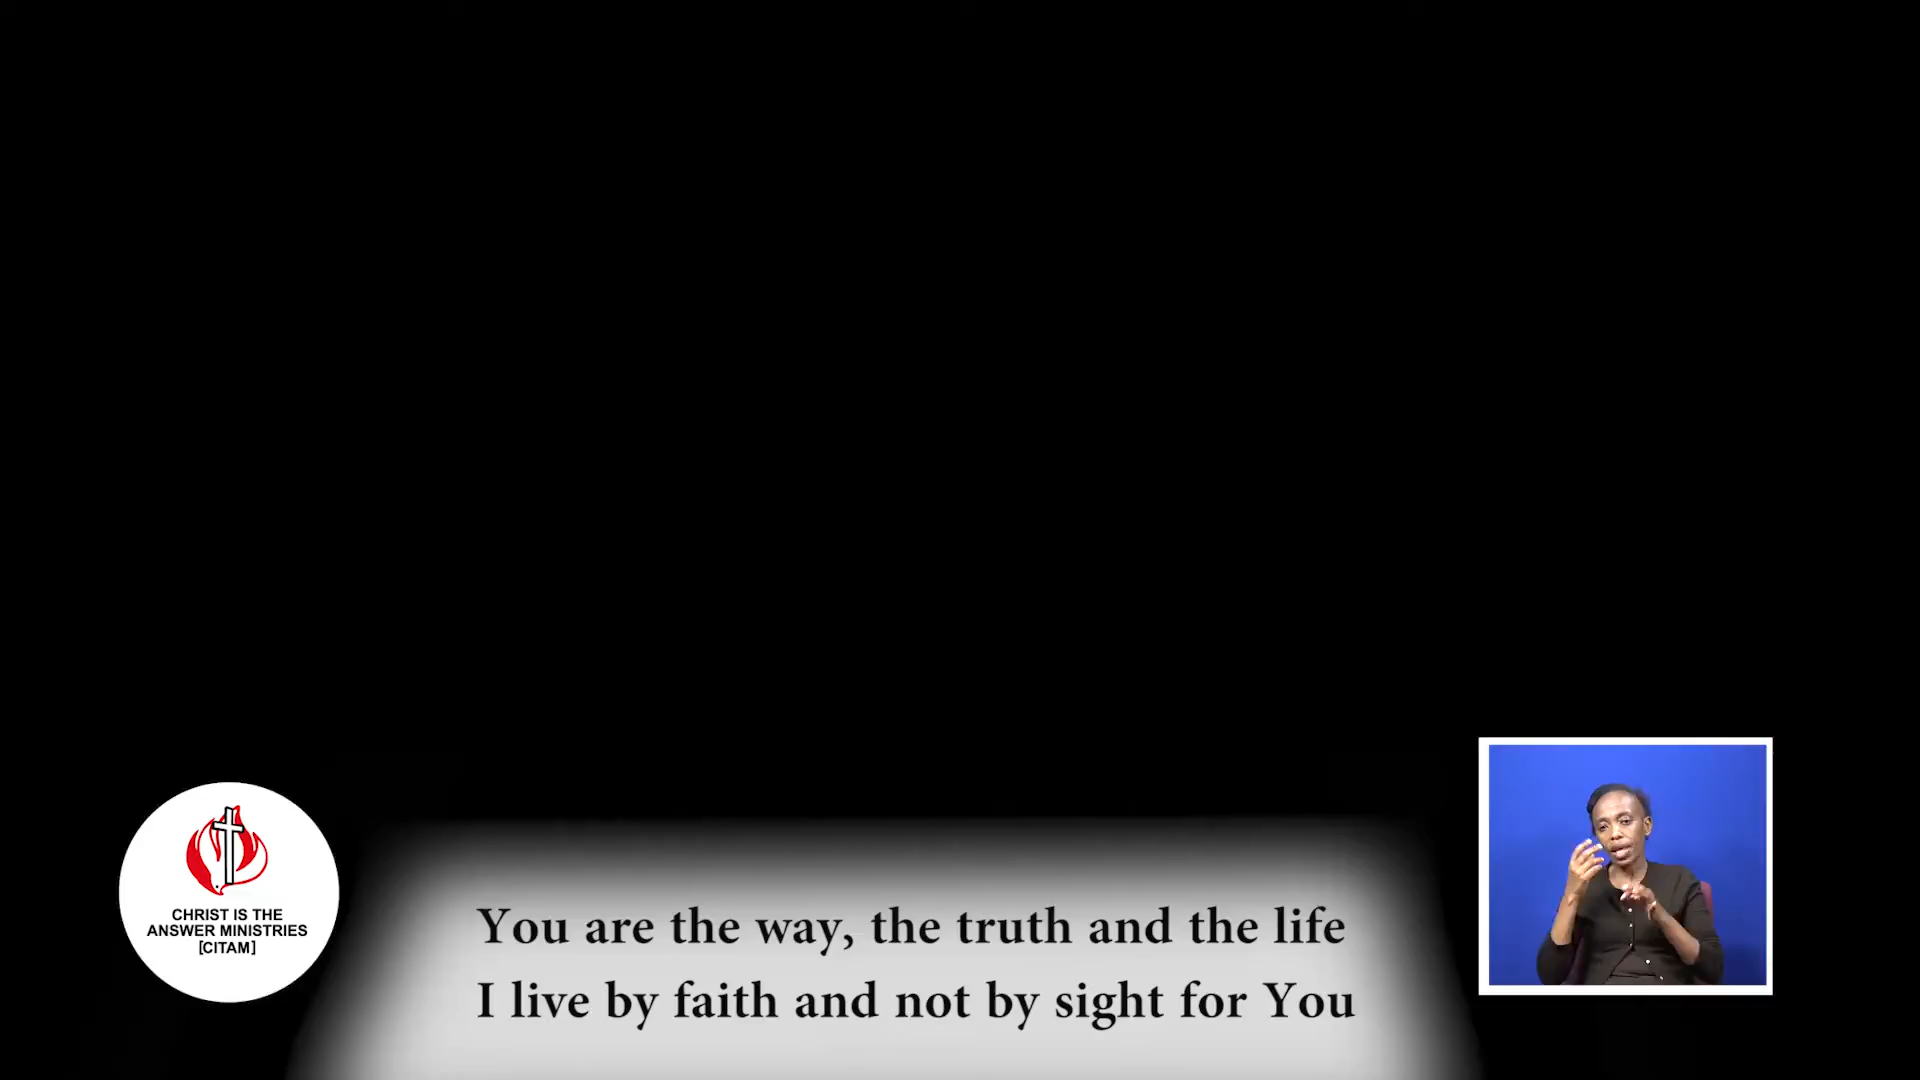 CHRIST IS THE
ANSWER MINISTRIES
[CITAM]
You are the way, the truth and the life
I live by faith and not by sight for You